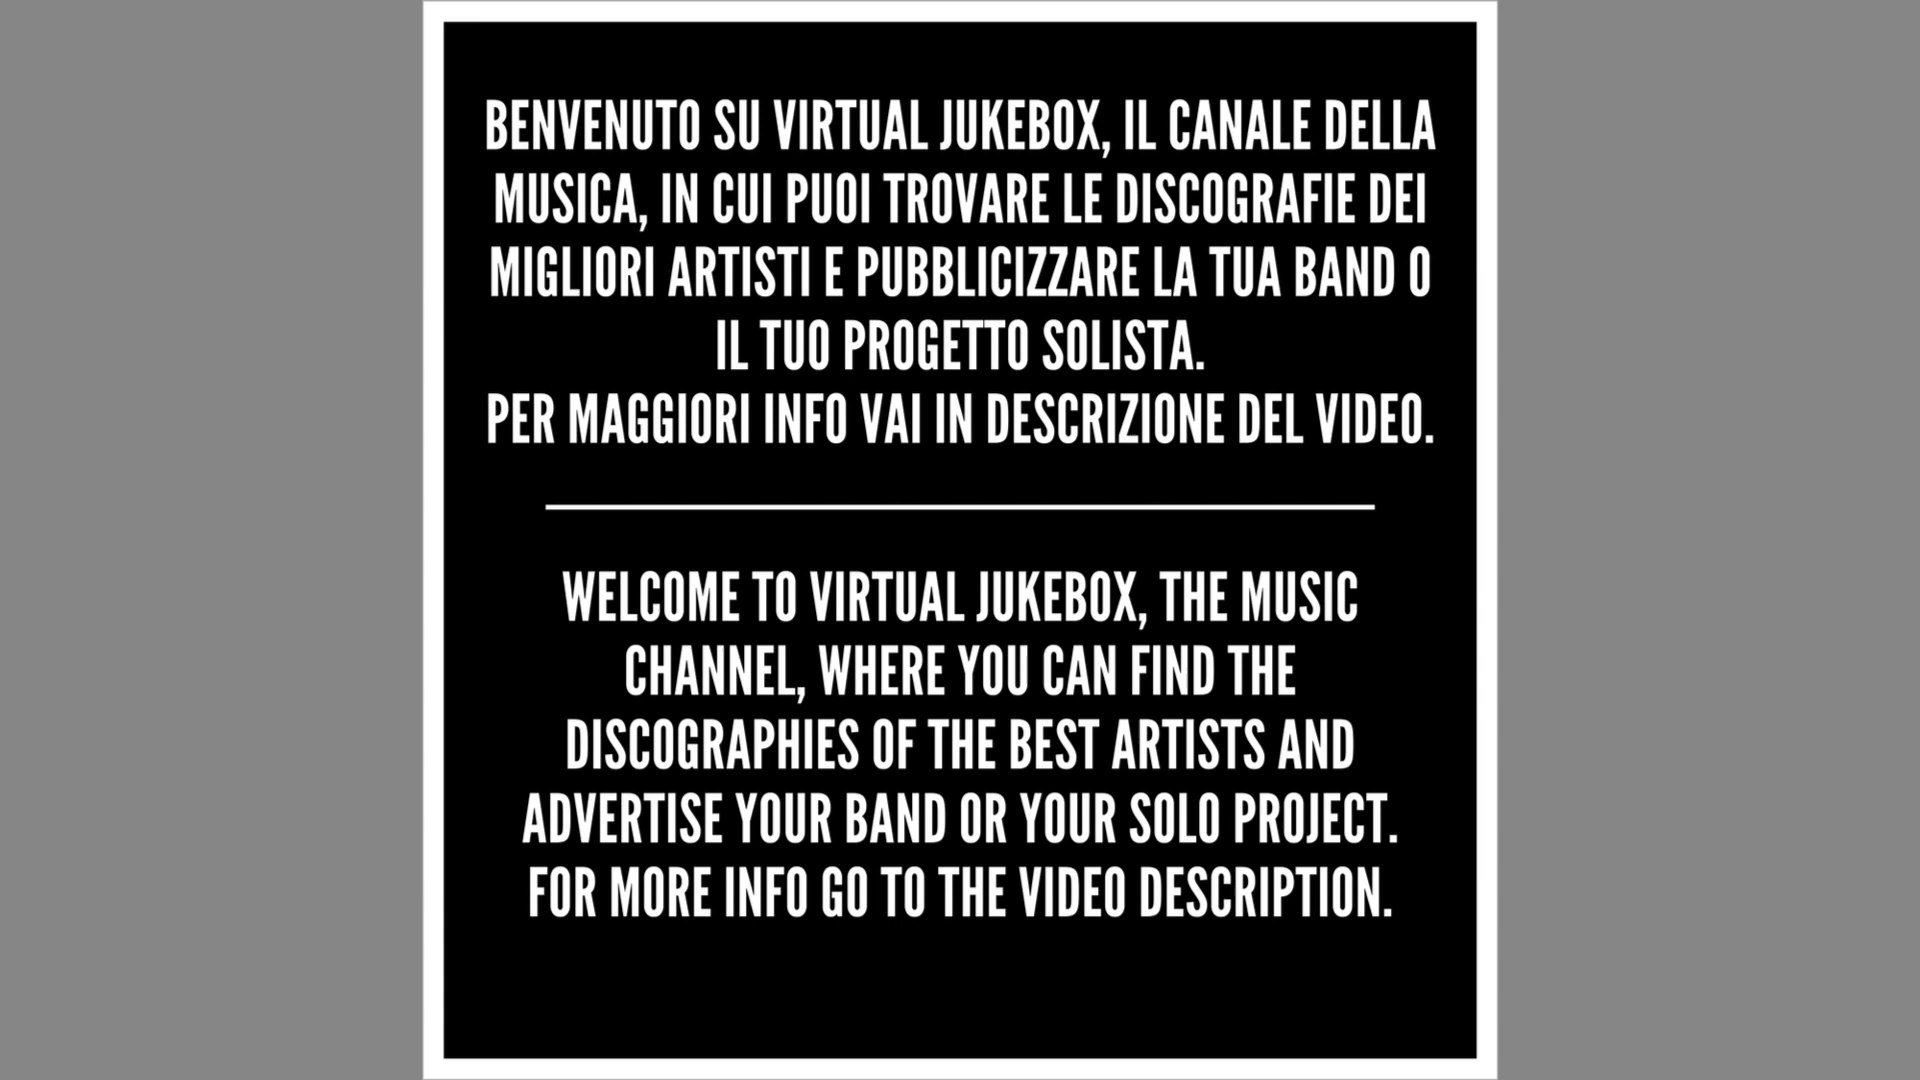 BENVENUTO SU VIRTUAL JUKEBOX, IL CANALE DELLA
MUSICA, IN CUI PUOI TROVARE LE DISCOGRAFIE DEI
MIGLIORI ARTISTI E PUBBLICIZZARE LA TUA BAND O
IL TUO PROGETTO SOLISTA.
PER MAGGIORI INFO VAI IN DESCRIZIONE DEL VIDEO.
WELCOME TO VIRTUAL JUKEBOX, THE MUSIC
CHANNEL, WHERE YOU CAN FIND THE
DISCOGRAPHIES OF THE BEST ARTISTS AND
ADVERTISE YOUR BAND OR YOUR SOLO PROJECT.
FOR MORE INFO GO TO THE VIDEO DESCRIPTION.